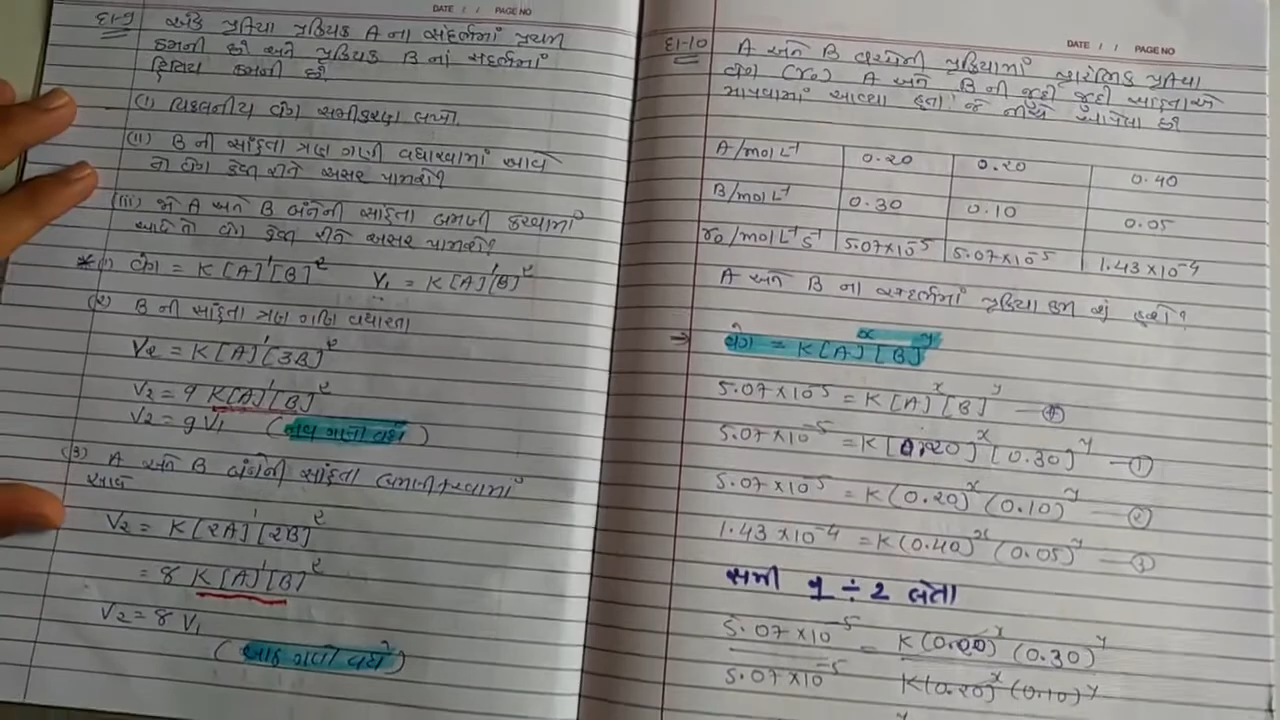 DATE / / PAGE NO
દા-૧ એક પ્રક્રિયા પ્રક્રિયક A ના સંદર્ભમાં પ્રથમ
ક્રમની છે અને પ્રક્રિયક B નાં સંદર્ભમાં
દ્વિતિય ક્રમની છે
(i) વિકલનીય વેગ સમીકરણ લખો.
(ii) B ની સાંદ્રતા ત્રણ ગણી વધારવામાં આવે
તો વેગ કેવી રીતે અસર પામશે?
(iii) જો A અને B બંનેની સાંદ્રતા બમણી કરવામાં
આવે તો વેગ કેવી રીતે અસર પામશે?
*(૧) વેગ = K[A]¹[B]² V₁ = K[A]¹[B]²
(૨) B ની સાંદ્રતા ત્રણ ગણી વધારતા
V₂ = K[A]¹[3B]²
V₂ = 9 K[A]¹[B]²
V₂ = 9 V₁ (નવ ગણો વધે)
(૩) A અને B બંનેની સાંદ્રતા બમણી કરવામાં
આવે
V₂ = K[2A]¹[2B]²
= 8 K[A]¹[B]²
V₂ = 8 V₁
(આઠ ગણો વધે)
DATE / / PAGE NO
દા-10 A અને B વચ્ચેની પ્રક્રિયામાં પ્રારંભિક પ્રક્રિયા
વેગ (r₀) A અને B ની જુદી જુદી સાંદ્રતાએ
માપવામાં આવ્યા હતા જે નીચે આપેલા છે
A/mol L⁻¹ 0.20 0.20 0.40
B/mol L⁻¹ 0.30 0.10 0.05
r₀/mol L⁻¹ s⁻¹ 5.07×10⁻⁵ 5.07×10⁻⁵ 1.43×10⁻⁴
A અને B ના સંદર્ભમાં પ્રક્રિયા ક્રમ શું હશે?
→ વેગ = K[A]ˣ[B]ʸ
5.07×10⁻⁵ = K[A]ˣ[B]ʸ
5.07×10⁻⁵ = K[0.20]ˣ[0.30]ʸ —①
5.07×10⁻⁵ = K(0.20)ˣ(0.10)ʸ —②
1.43×10⁻⁴ = K(0.40)ˣ(0.05)ʸ —③
સમી 1 ÷ 2 લેતા
5.07×10⁻⁵ = K(0.20)ˣ(0.30)ʸ
5.07×10⁻⁵ K(0.20)ˣ(0.10)ʸ